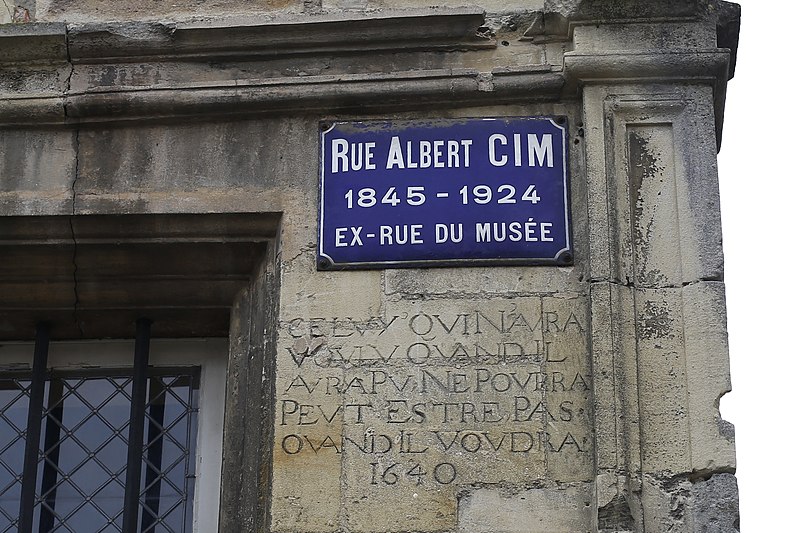 RUE ALBERT CIM
1845 - 1924
EX-RUE DU MUSÉE
CELVY QVI NAVRA
VOVLV QVAND IL
AVRA PV NE POVRRA
PEVT ESTRE PAS
QVAND IL VOVDRA
1640